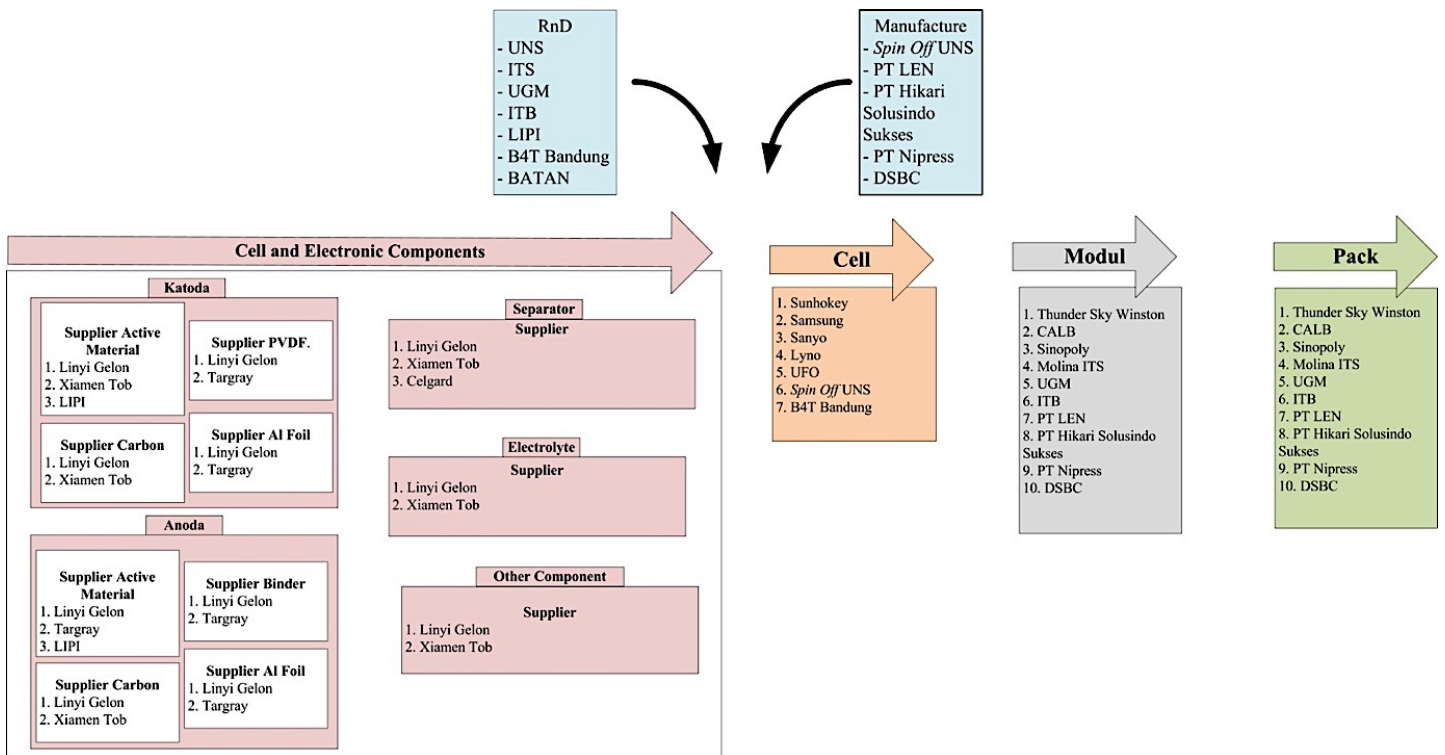 RnD
- UNS
- ITS
- UGM
- ITB
- LIPI
- B4T Bandung
- BATAN
Manufacture
- Spin Off UNS
- PT LEN
- PT Hikari
Solusindo
Sukses
- PT Nipress
- DSBC
Cell and Electronic Components
Katoda
Supplier Active
Material
1. Linyi Gelon
2. Xiamen Tob
3. LIPI
Supplier PVDF.
1. Linyi Gelon
2. Targray
Supplier Carbon
1. Linyi Gelon
2. Xiamen Tob
Supplier Al Foil
1. Linyi Gelon
2. Targray
Anoda
Supplier Active
Material
1. Linyi Gelon
2. Targray
3. LIPI
Supplier Binder
1. Linyi Gelon
2. Targray
Supplier Carbon
1. Linyi Gelon
2. Xiamen Tob
Supplier Al Foil
1. Linyi Gelon
2. Targray
Separator
Supplier
1. Linyi Gelon
2. Xiamen Tob
3. Celgard
Electrolyte
Supplier
1. Linyi Gelon
2. Xiamen Tob
Other Component
Supplier
1. Linyi Gelon
2. Xiamen Tob
Cell
1. Sunhokey
2. Samsung
3. Sanyo
4. Lyno
5. UFO
6. Spin Off UNS
7. B4T Bandung
Modul
1. Thunder Sky Winston
2. CALB
3. Sinopoly
4. Molina ITS
5. UGM
6. ITB
7. PT LEN
8. PT Hikari Solusindo
Sukses
9. PT Nipress
10. DSBC
Pack
1. Thunder Sky Winston
2. CALB
3. Sinopoly
4. Molina ITS
5. UGM
6. ITB
7. PT LEN
8. PT Hikari Solusindo
Sukses
9. PT Nipress
10. DSBC